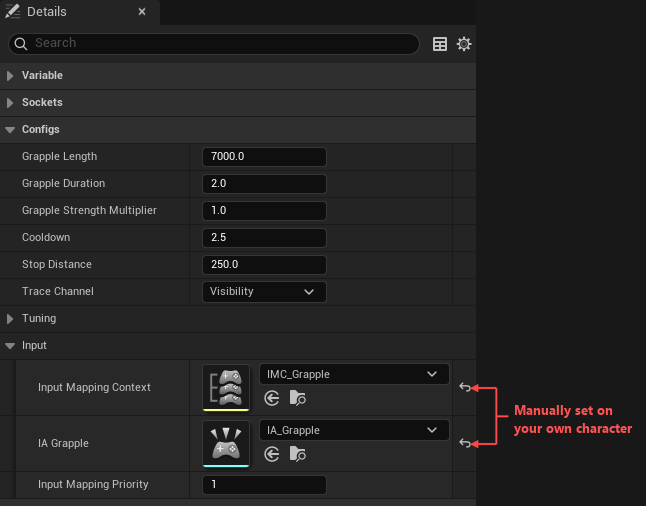 Details
Search
Variable
Sockets
Configs
Grapple Length 7000.0
Grapple Duration 2.0
Grapple Strength Multiplier 1.0
Cooldown 2.5
Stop Distance 250.0
Trace Channel Visibility
Tuning
Input
Input Mapping Context IMC_Grapple
Manually set on
your own character
IA Grapple IA_Grapple
Input Mapping Priority 1